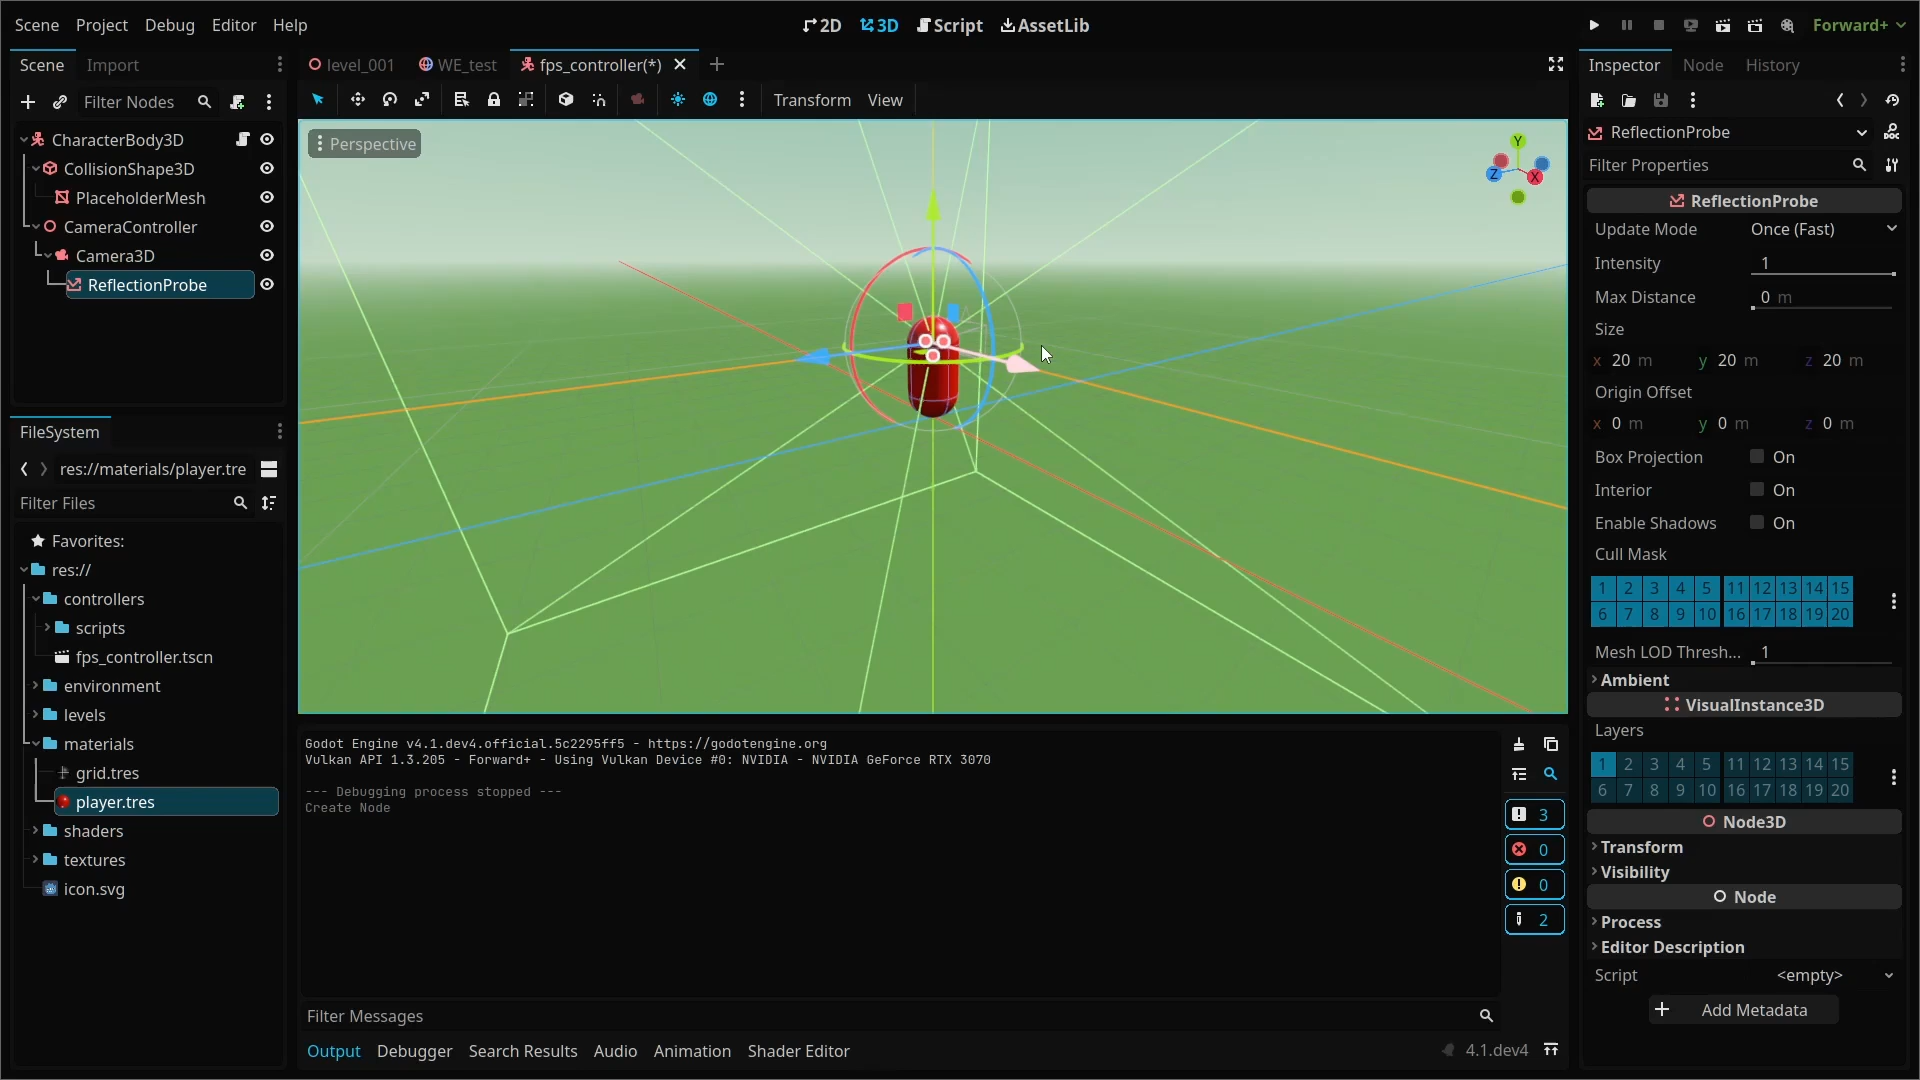 Scene Project Debug Editor Help
2D 3D Script AssetLib
Forward+
Scene Import
Filter Nodes
CharacterBody3D
CollisionShape3D
PlaceholderMesh
CameraController
Camera3D
ReflectionProbe
FileSystem
res://materials/player.tre
Filter Files
Favorites:
res://
controllers
scripts
fps_controller.tscn
environment
levels
materials
grid.tres
player.tres
shaders
textures
icon.svg
level_001 WE_test fps_controller(*)
Transform View
Perspective
Y
Z X
Godot Engine v4.1.dev4.official.5c2295ff5 - https://godotengine.org
Vulkan API 1.3.205 - Forward+ - Using Vulkan Device #0: NVIDIA - NVIDIA GeForce RTX 3070
--- Debugging process stopped ---
Create Node
3
0
0
2
Filter Messages
Output Debugger Search Results Audio Animation Shader Editor
4.1.dev4
Inspector Node History
ReflectionProbe
Filter Properties
ReflectionProbe
Update Mode Once (Fast)
Intensity 1
Max Distance 0 m
Size
x 20 m y 20 m z 20 m
Origin Offset
x 0 m y 0 m z 0 m
Box Projection On
Interior On
Enable Shadows On
Cull Mask
1 2 3 4 5 11 12 13 14 15
6 7 8 9 10 16 17 18 19 20
Mesh LOD Thresh... 1
Ambient
VisualInstance3D
Layers
1 2 3 4 5 11 12 13 14 15
6 7 8 9 10 16 17 18 19 20
Node3D
Transform
Visibility
Node
Process
Editor Description
Script <empty>
Add Metadata